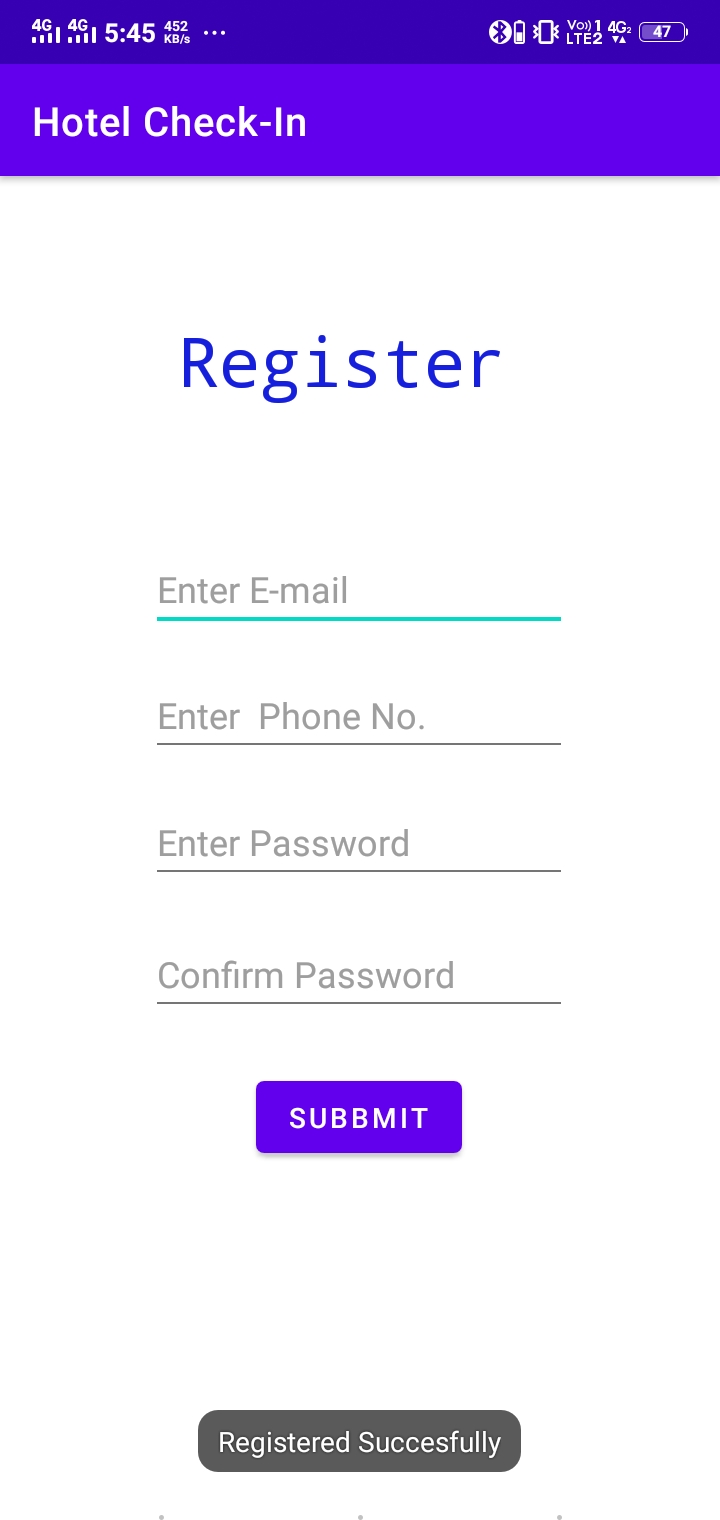 4G 4G 5:45 452 KB/s ... Vo)) 1 LTE2 4G2 47
Hotel Check-In
Register
Enter E-mail
Enter  Phone No.
Enter Password
Confirm Password
SUBBMIT
Registered Succesfully